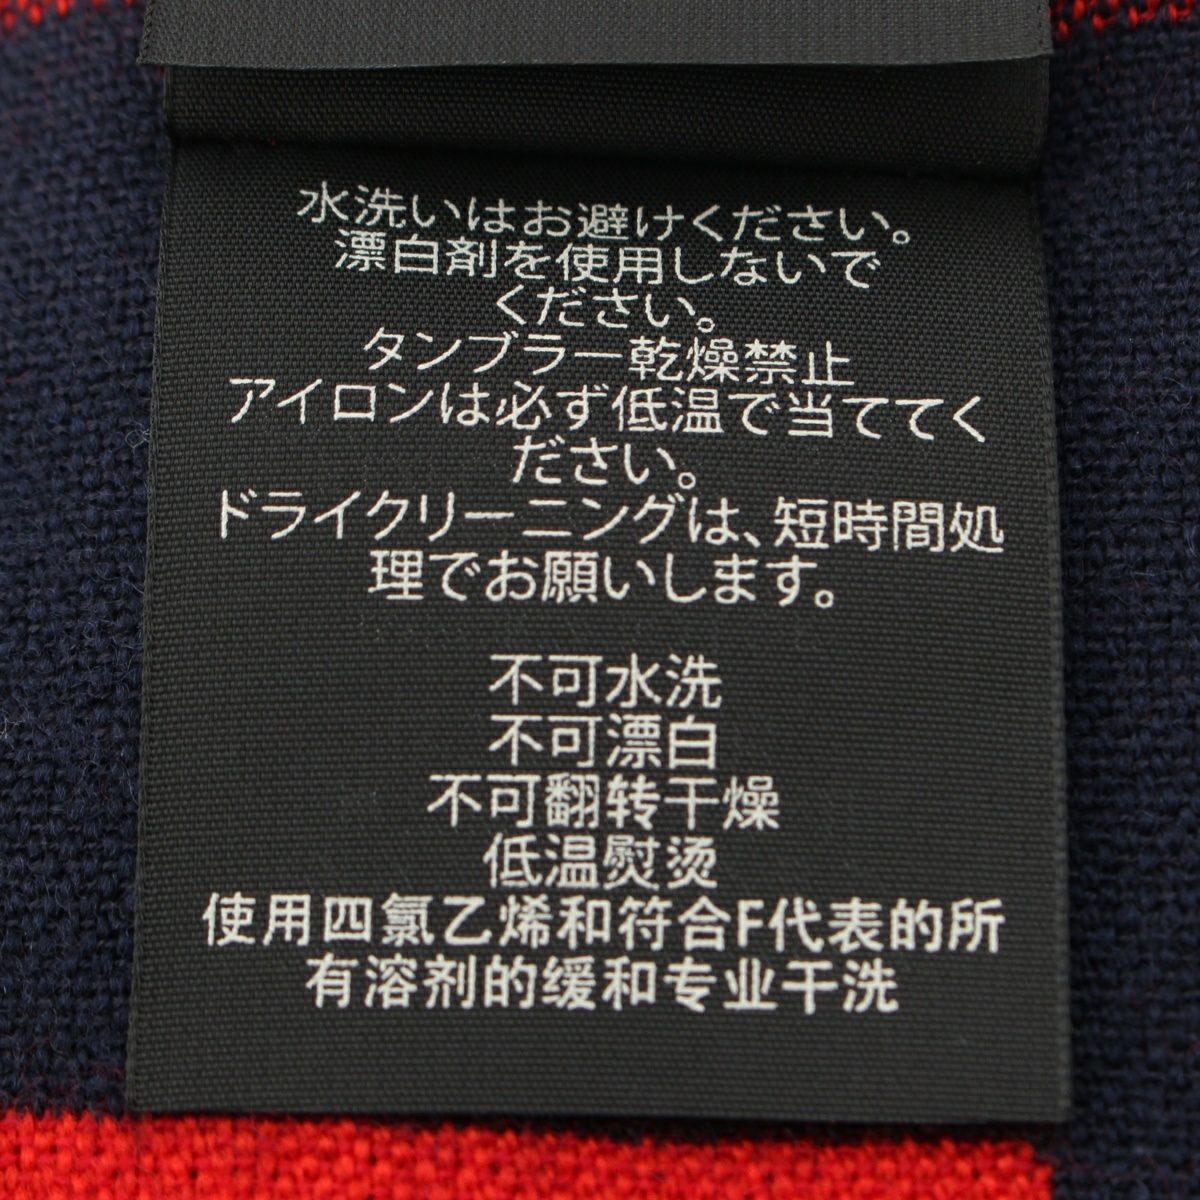 水洗いはお避けください。
漂白剤を使用しないで
ください。
タンブラー乾燥禁止
アイロンは必ず低温で当ててく
ださい。
ドライクリーニングは、短時間処
理でお願いします。
不可水洗
不可漂白
不可翻转干燥
低温熨烫
使用四氯乙烯和符合F代表的所
有溶剂的缓和专业干洗